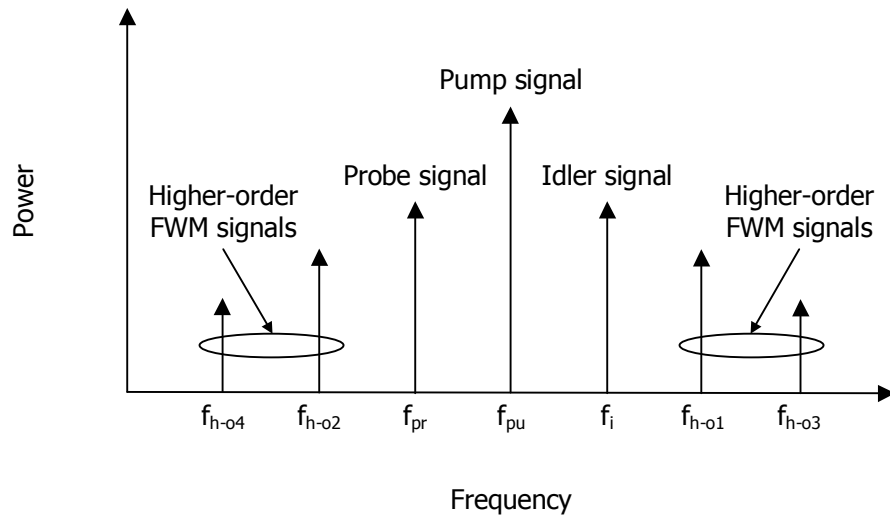 Pump signal
Probe signal
Idler signal
Higher-order
FWM signals
Higher-order
FWM signals
Power
f_h-o4
f_h-o2
f_pr
f_pu
f_i
f_h-o1
f_h-o3
Frequency